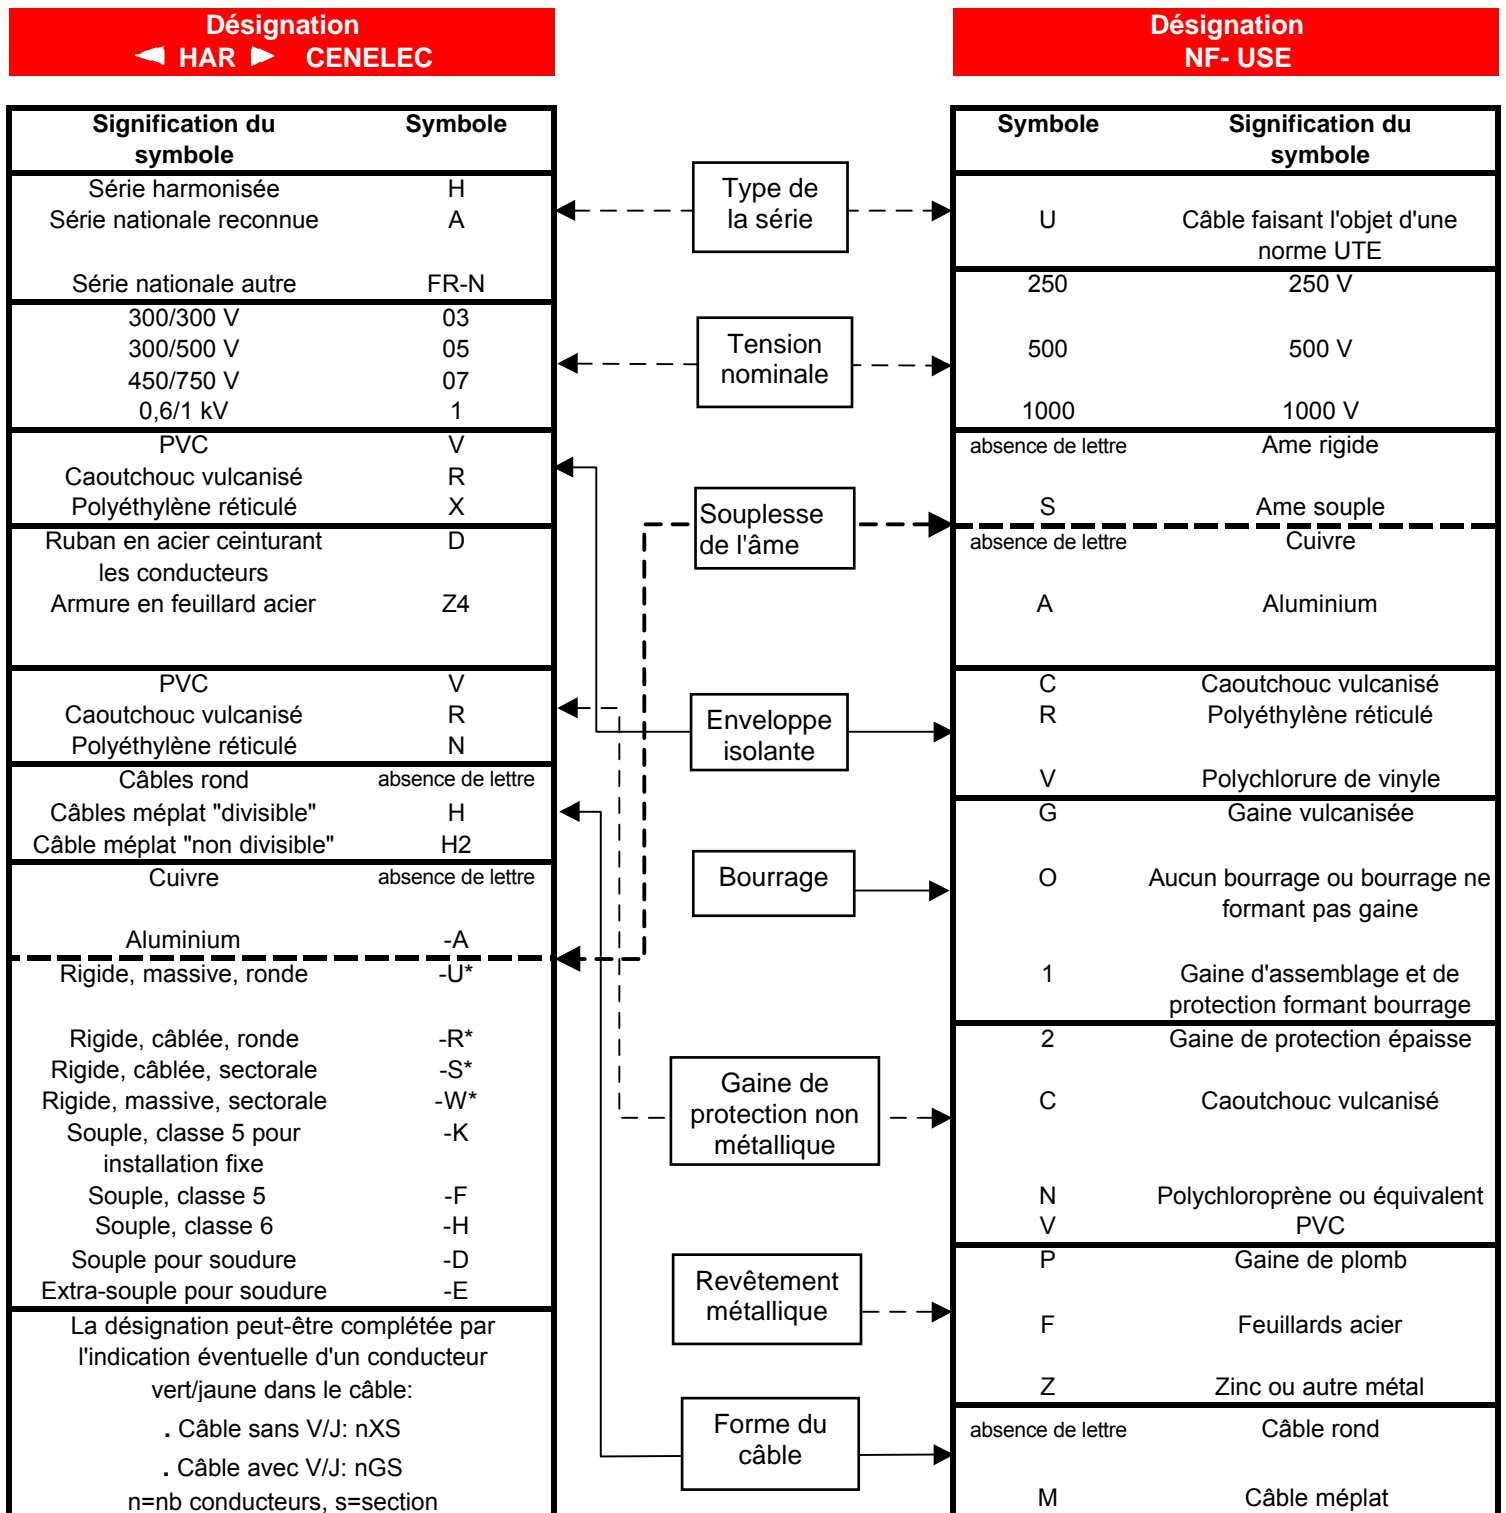 Désignation
HAR CENELEC
Signification du Symbole
symbole
Série harmonisée H
Série nationale reconnue A
Série nationale autre FR-N
300/300 V 03
300/500 V 05
450/750 V 07
0,6/1 kV 1
PVC V
Caoutchouc vulcanisé R
Polyéthylène réticulé X
Ruban en acier ceinturant D
les conducteurs
Armure en feuillard acier Z4
PVC V
Caoutchouc vulcanisé R
Polyéthylène réticulé N
Câbles rond absence de lettre
Câbles méplat "divisible" H
Câble méplat "non divisible" H2
Cuivre absence de lettre
Aluminium -A
Rigide, massive, ronde -U*
Rigide, câblée, ronde -R*
Rigide, câblée, sectorale -S*
Rigide, massive, sectorale -W*
Souple, classe 5 pour -K
installation fixe
Souple, classe 5 -F
Souple, classe 6 -H
Souple pour soudure -D
Extra-souple pour soudure -E
La désignation peut-être complétée par
l'indication éventuelle d'un conducteur
vert/jaune dans le câble:
. Câble sans V/J: nXS
. Câble avec V/J: nGS
n=nb conducteurs, s=section
Type de
la série
Tension
nominale
Souplesse
de l'âme
Enveloppe
isolante
Bourrage
Gaine de
protection non
métallique
Revêtement
métallique
Forme du
câble
Désignation
NF- USE
Symbole Signification du
symbole
U Câble faisant l'objet d'une
norme UTE
250 250 V
500 500 V
1000 1000 V
absence de lettre Ame rigide
S Ame souple
absence de lettre Cuivre
A Aluminium
C Caoutchouc vulcanisé
R Polyéthylène réticulé
V Polychlorure de vinyle
G Gaine vulcanisée
O Aucun bourrage ou bourrage ne
formant pas gaine
1 Gaine d'assemblage et de
protection formant bourrage
2 Gaine de protection épaisse
C Caoutchouc vulcanisé
N Polychloroprène ou équivalent
V PVC
P Gaine de plomb
F Feuillards acier
Z Zinc ou autre métal
absence de lettre Câble rond
M Câble méplat